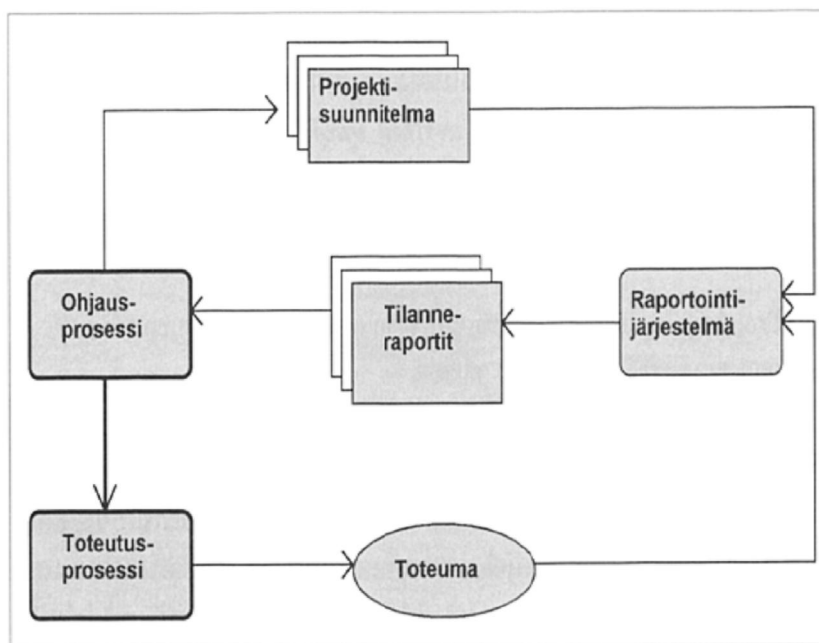 Projekti-
suunnitelma
Ohjaus-
prosessi
Tilanne-
raportit
Raportointi-
järjestelmä
Toteutus-
prosessi
Toteuma